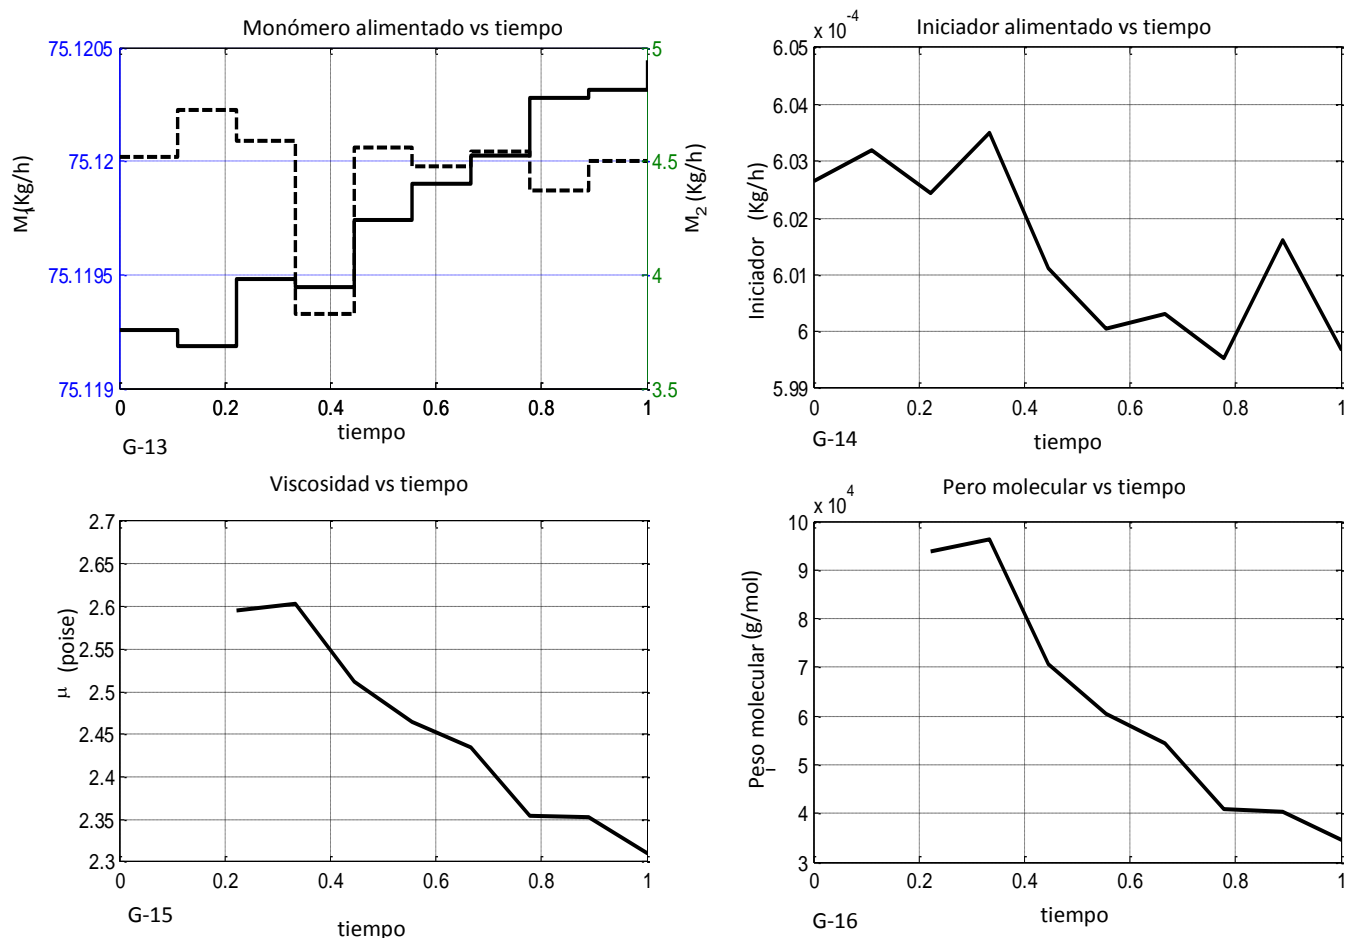 Monómero alimentado vs tiempo
75.1205
75.12
75.1195
75.119
5
4.5
4
3.5
M1(Kg/h)
M2 (Kg/h)
0 0.2 0.4 0.6 0.8 1
tiempo
G-13
Iniciador alimentado vs tiempo
x 10-4
6.05
6.04
6.03
6.02
6.01
6
5.99
Iniciador (Kg/h)
0 0.2 0.4 0.6 0.8 1
G-14
tiempo
Viscosidad vs tiempo
2.7
2.65
2.6
2.55
2.5
2.45
2.4
2.35
2.3
μ (poise)
0 0.2 0.4 0.6 0.8 1
G-15
tiempo
Pero molecular vs tiempo
x 104
10
9
8
7
6
5
4
3
Peso molecular (g/mol)
0 0.2 0.4 0.6 0.8 1
G-16
tiempo